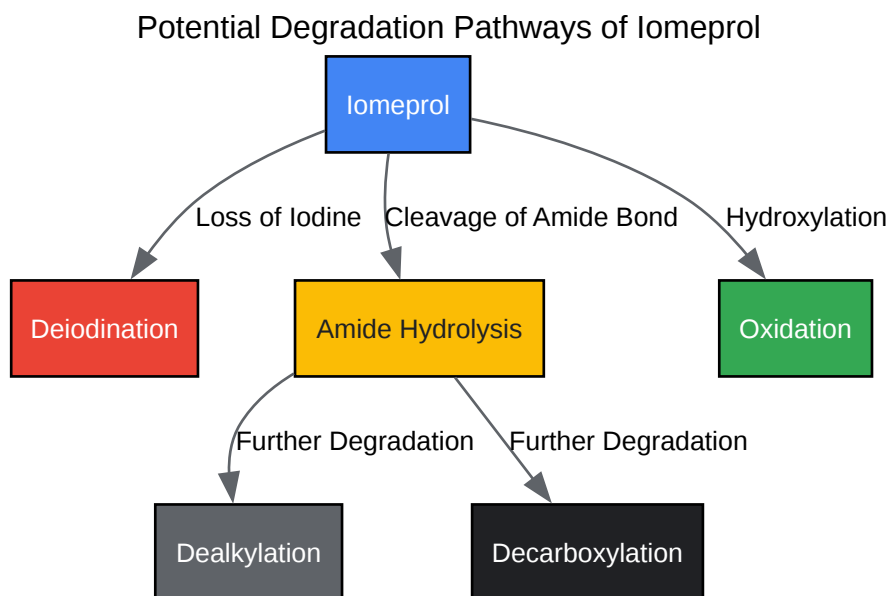 Potential Degradation Pathways of Iomeprol
Iomeprol
Loss of Iodine
Cleavage of Amide Bond
Hydroxylation
Deiodination
Amide Hydrolysis
Oxidation
Further Degradation
Further Degradation
Dealkylation
Decarboxylation